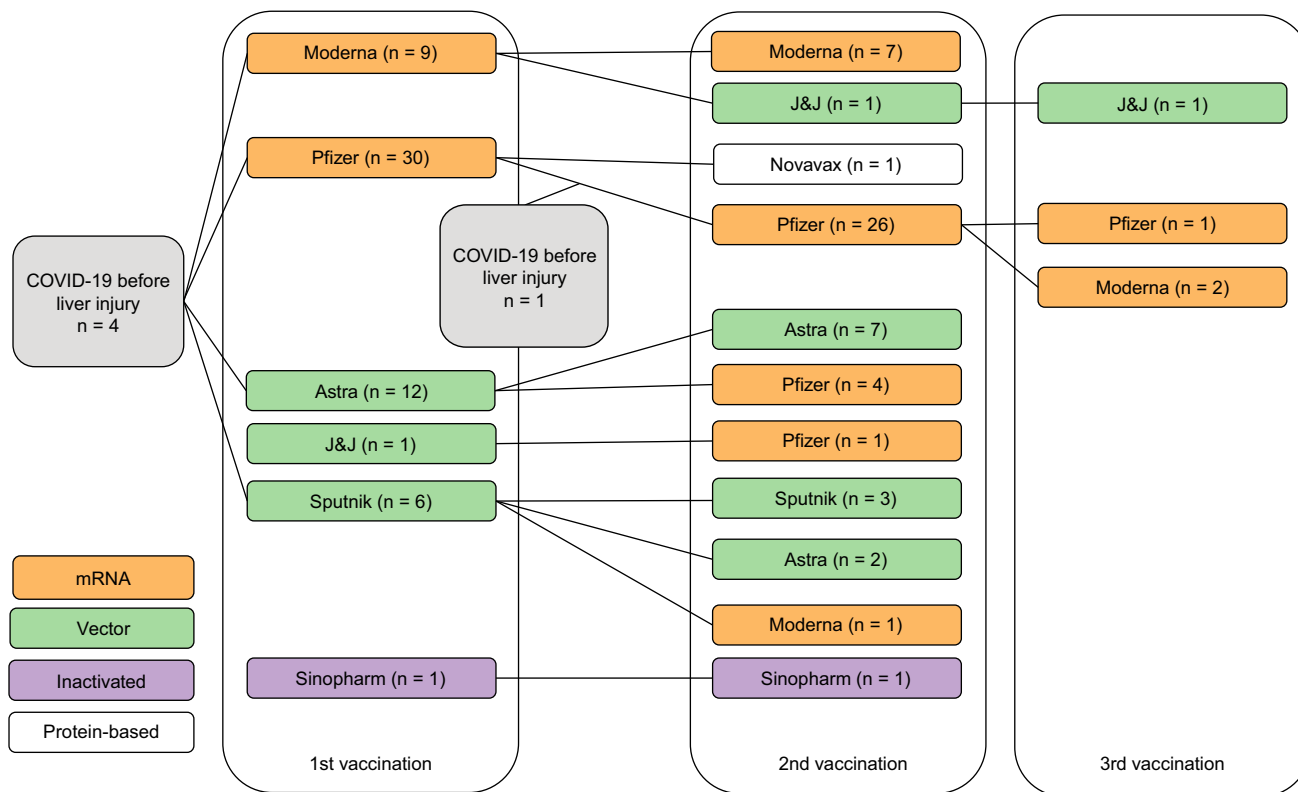 COVID-19 before
liver injury
n = 4
Moderna (n = 9)
Pfizer (n = 30)
COVID-19 before
liver injury
n = 1
Astra (n = 12)
J&J (n = 1)
Sputnik (n = 6)
Sinopharm (n = 1)
1st vaccination
Moderna (n = 7)
J&J (n = 1)
Novavax (n = 1)
Pfizer (n = 26)
Astra (n = 7)
Pfizer (n = 4)
Pfizer (n = 1)
Sputnik (n = 3)
Astra (n = 2)
Moderna (n = 1)
Sinopharm (n = 1)
2nd vaccination
J&J (n = 1)
Pfizer (n = 1)
Moderna (n = 2)
3rd vaccination
mRNA
Vector
Inactivated
Protein-based